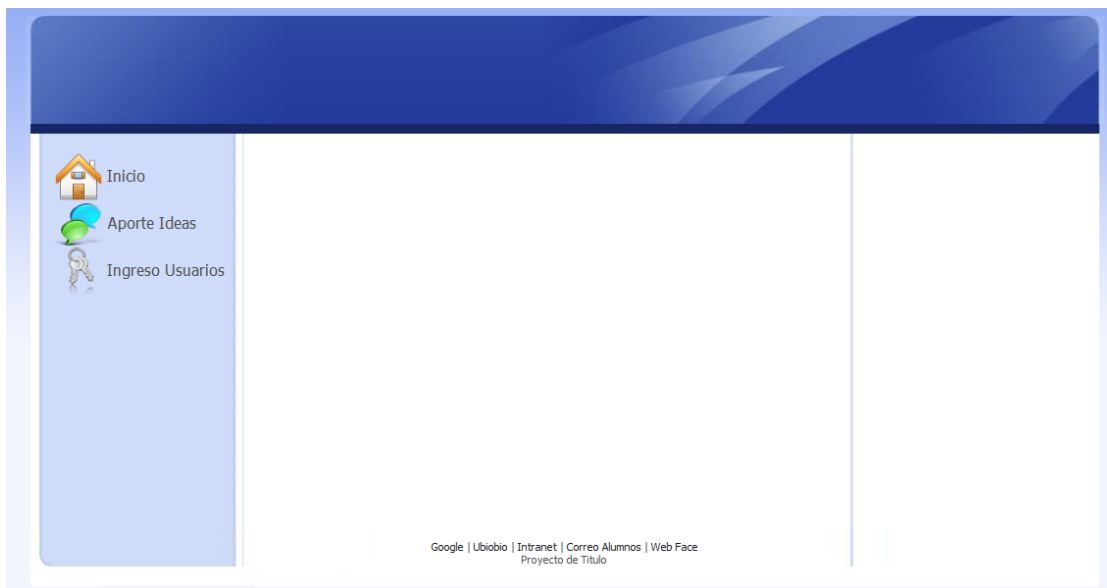 Inicio
Aporte Ideas
Ingreso Usuarios
Google | Ubiobio | Intranet | Correo Alumnos | Web Face
Proyecto de Titulo